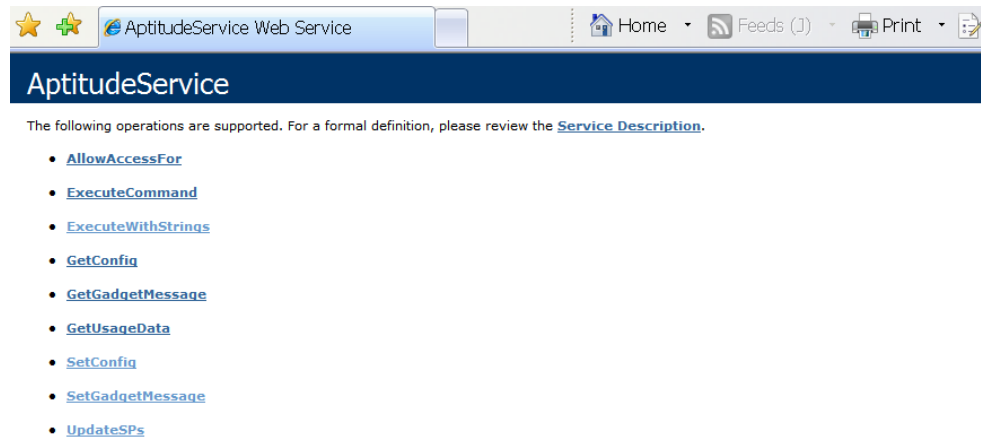 AptitudeService Web Service
Home
Feeds (J)
Print
AptitudeService
The following operations are supported. For a formal definition, please review the Service Description.
AllowAccessFor
ExecuteCommand
ExecuteWithStrings
GetConfig
GetGadgetMessage
GetUsageData
SetConfig
SetGadgetMessage
UpdateSPs